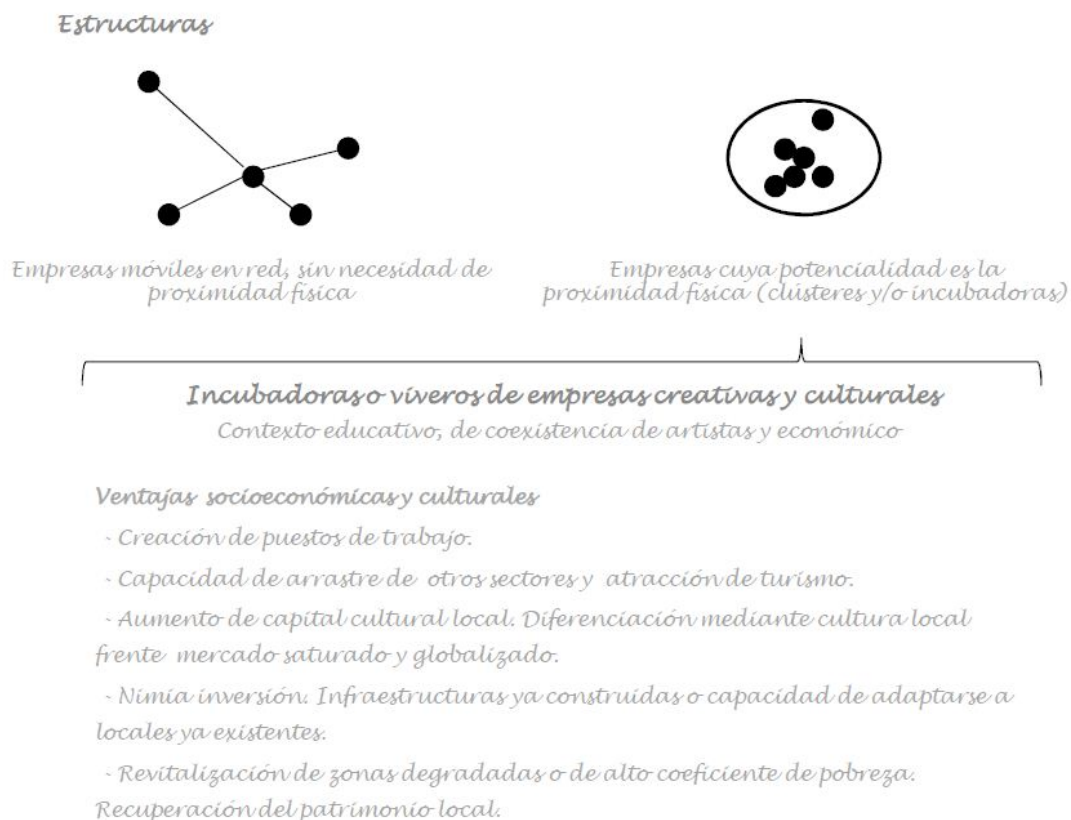 Estructuras
Empresas móviles en red, sin necesidad de
proximidad física
Empresas cuya potencialidad es la
proximidad física (clústeres y/o incubadoras)
Incubadoras o viveros de empresas creativas y culturales
Contexto educativo, de coexistencia de artistas y económico
Ventajas socioeconómicas y culturales
- Creación de puestos de trabajo.
- Capacidad de arrastre de otros sectores y atracción de turismo.
- Aumento de capital cultural local. Diferenciación mediante cultura local
frente mercado saturado y globalizado.
- Nimia inversión. Infraestructuras ya construidas o capacidad de adaptarse a
locales ya existentes.
- Revitalización de zonas degradadas o de alto coeficiente de pobreza.
Recuperación del patrimonio local.